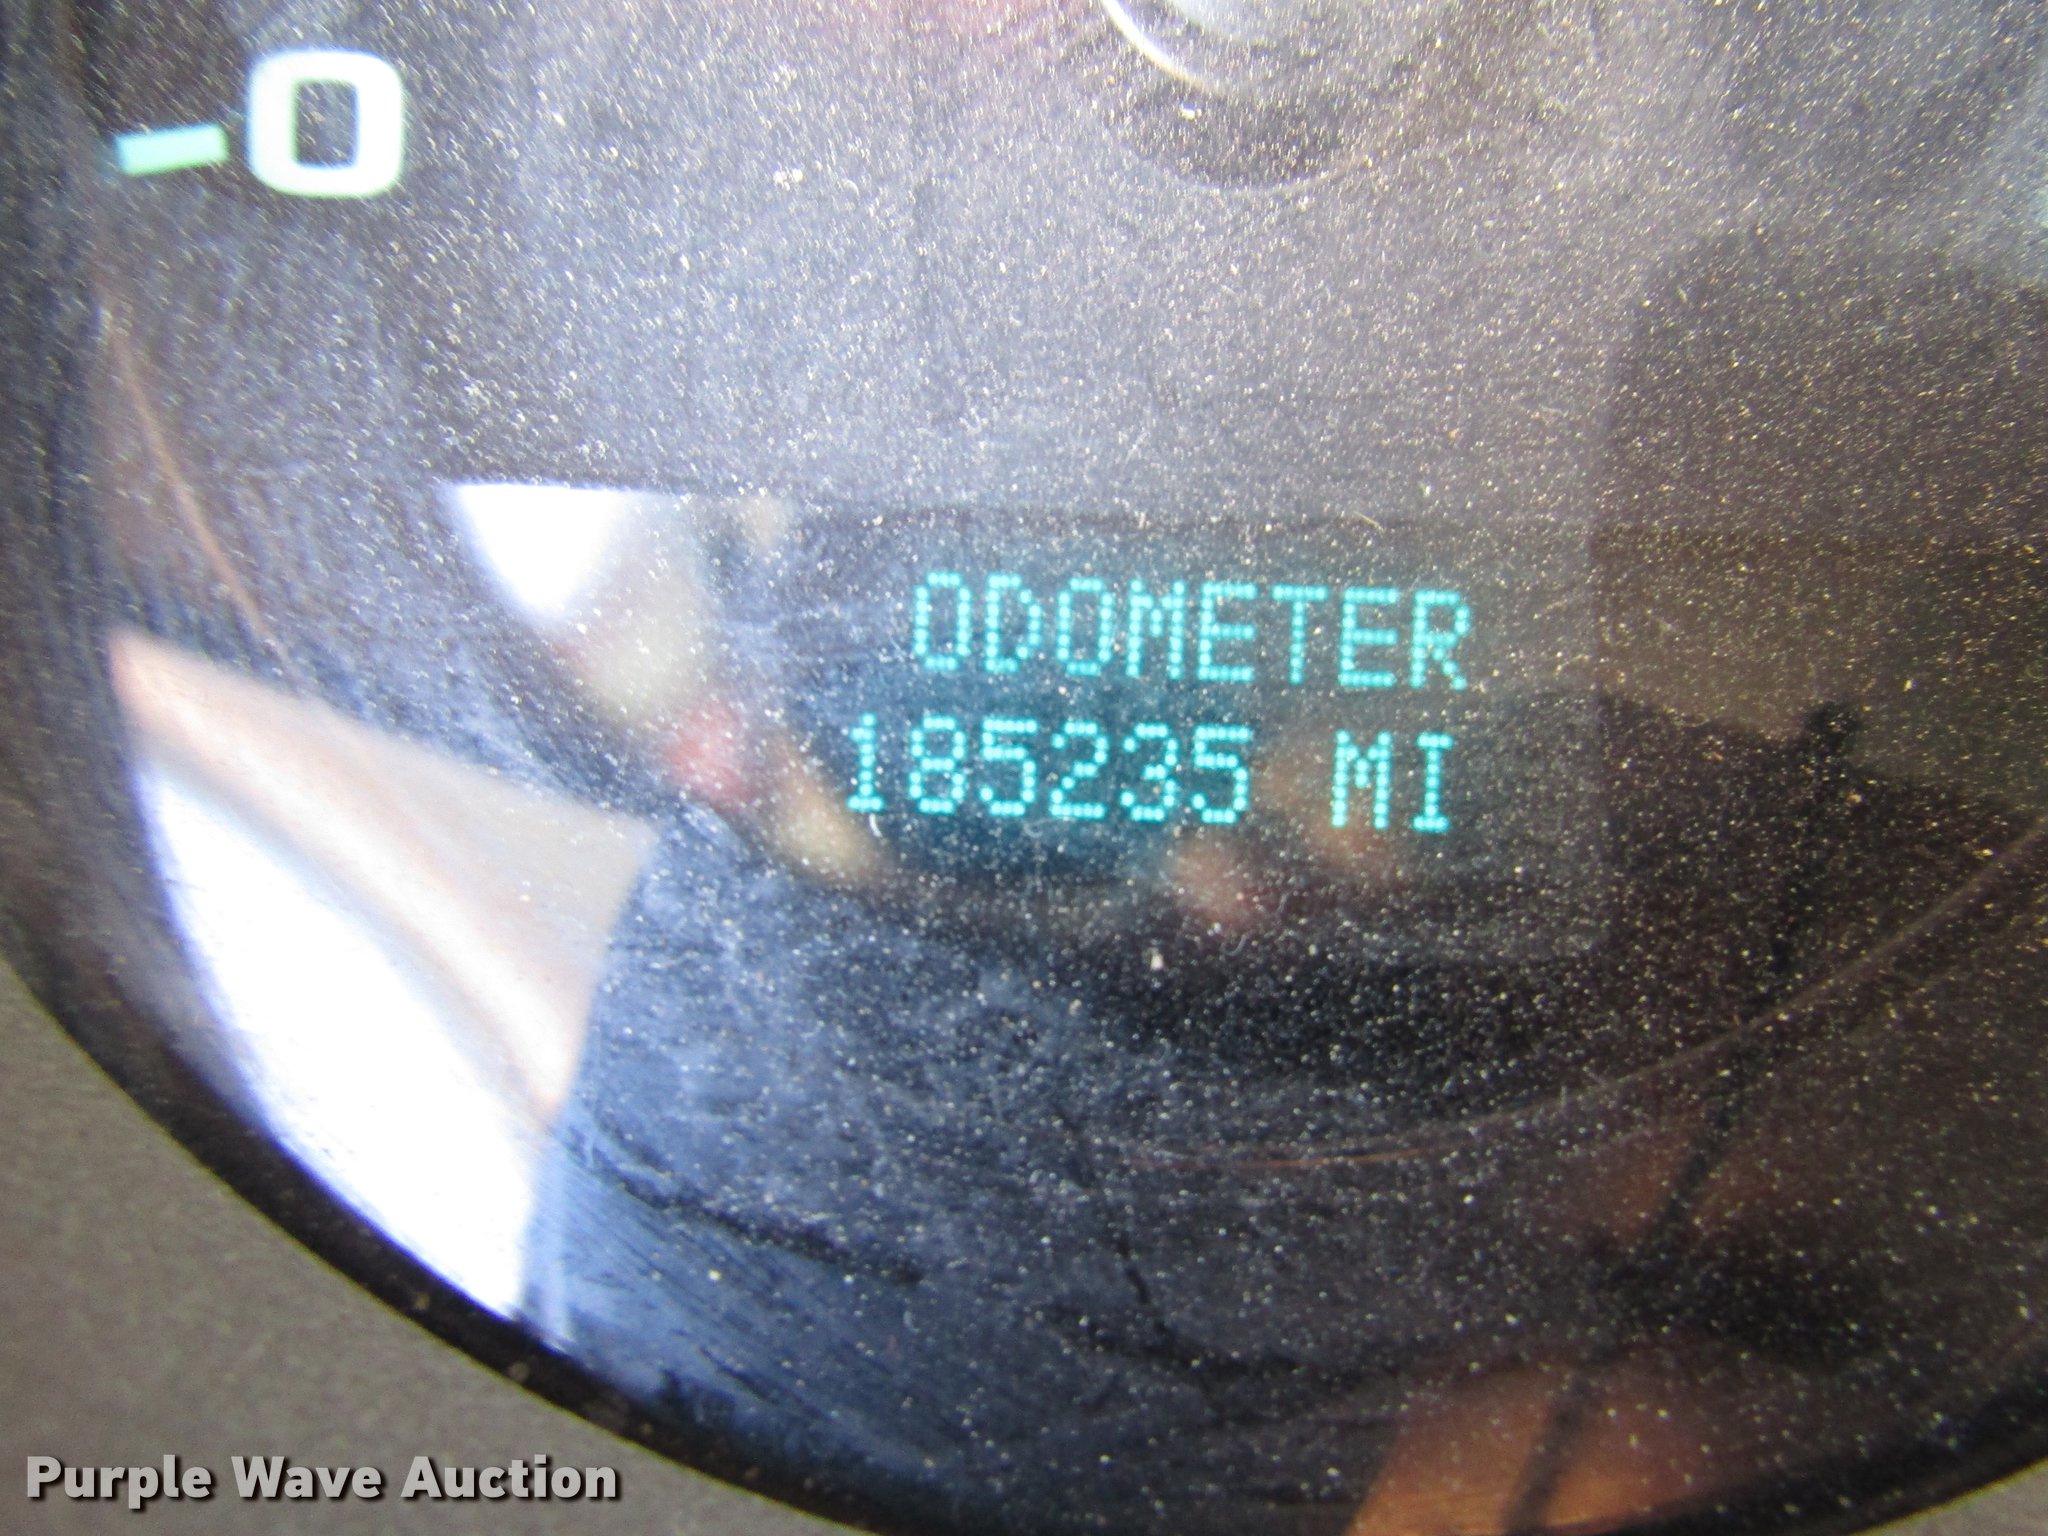 0
ODOMETER
185235 MI
Purple Wave Auction